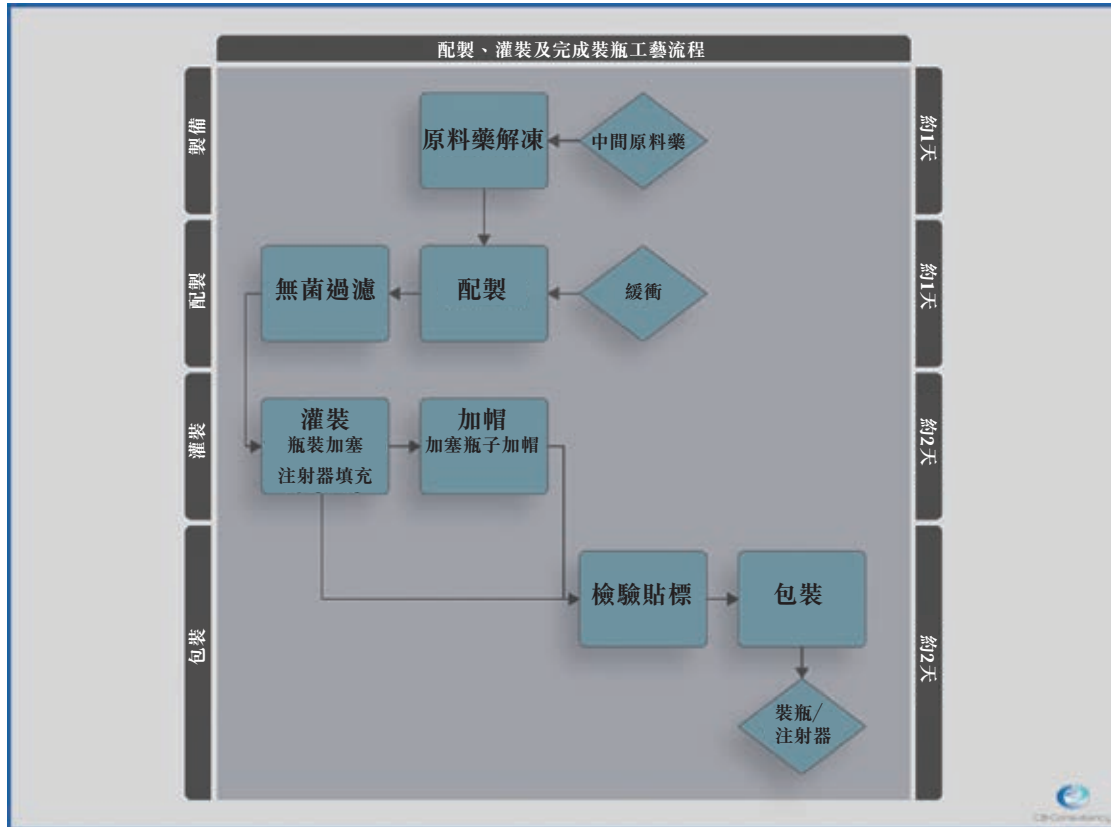 配製、灌裝及完成裝瓶工藝流程
製備
原料藥解凍
中間原料藥
約1天
配製
無菌過濾
配製
緩衝
約1天
灌裝
灌裝
瓶裝加塞
注射器填充
加帽
加塞瓶子加帽
約2天
包裝
檢驗貼標
包裝
約2天
裝瓶/
注射器